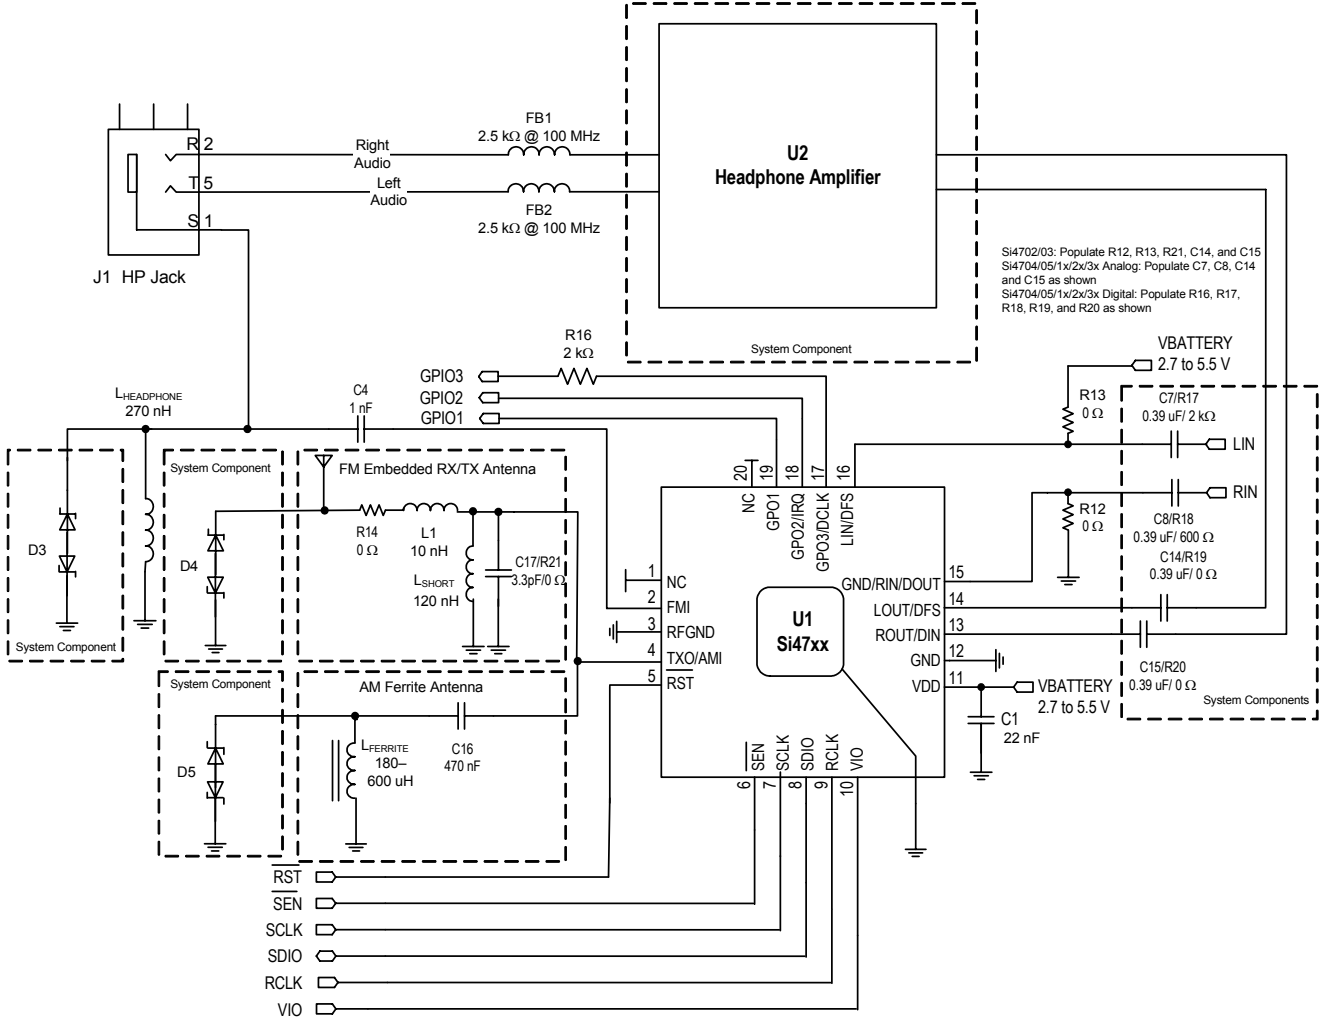 FB1
2.5 kΩ @ 100 MHz
R 2
Right
Audio
T 5
Left
Audio
FB2
2.5 kΩ @ 100 MHz
S 1
J1 HP Jack
U2
Headphone Amplifier
System Component
Si4702/03: Populate R12, R13, R21, C14, and C15
Si4704/05/1x/2x/3x Analog: Populate C7, C8, C14
and C15 as shown
Si4704/05/1x/2x/3x Digital: Populate R16, R17,
R18, R19, and R20 as shown
R16
2 kΩ
GPIO3
GPIO2
GPIO1
VBATTERY
2.7 to 5.5 V
LHEADPHONE
270 nH
C4
1 nF
R13
0 Ω
C7/R17
0.39 uF/ 2 kΩ
LIN
RIN
R12
0 Ω
C8/R18
0.39 uF/ 600 Ω
C14/R19
0.39 uF/ 0 Ω
C15/R20
0.39 uF/ 0 Ω
System Components
D3
System Component
System Component
D4
FM Embedded RX/TX Antenna
R14
0 Ω
L1
10 nH
LSHORT
120 nH
C17/R21
3.3pF/0 Ω
System Component
D5
AM Ferrite Antenna
LFERRITE
180–
600 uH
C16
470 nF
20
19
18
17
16
NC
GPO1
GPO2/IRQ
GPO3/DCLK
LIN/DFS
1
NC
2
FMI
3
RFGND
4
TXO/AMI
5
RST
U1
Si47xx
15
GND/RIN/DOUT
14
LOUT/DFS
13
ROUT/DIN
12
GND
11
VDD
VBATTERY
2.7 to 5.5 V
C1
22 nF
SEN
SCLK
SDIO
RCLK
VIO
6
7
8
9
10
RST
SEN
SCLK
SDIO
RCLK
VIO